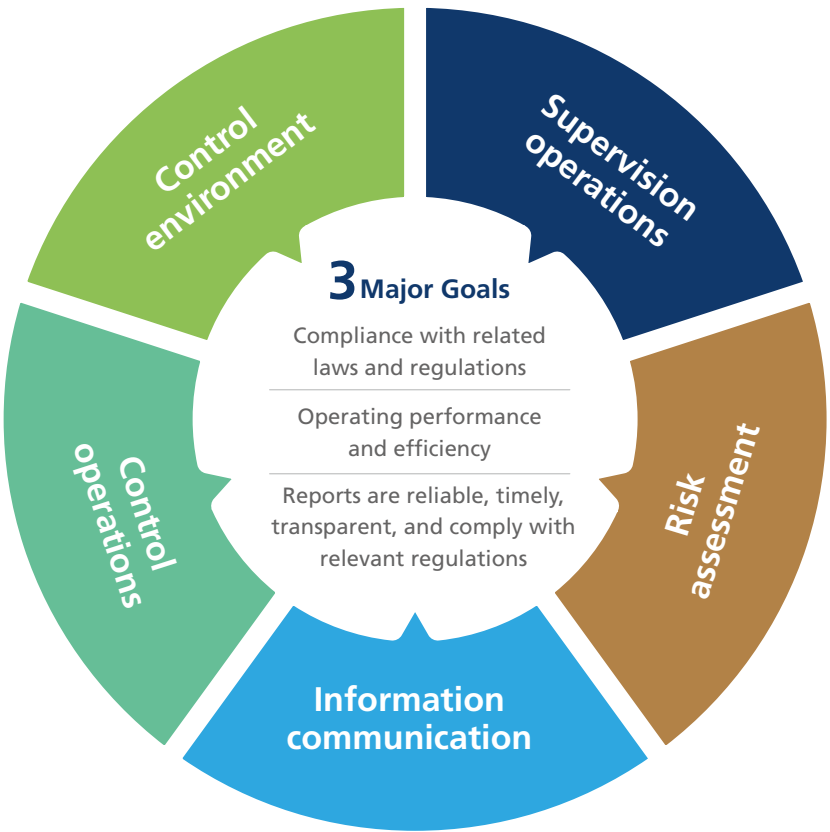 Control
environment
Supervision
operations
3 Major Goals
Compliance with related
laws and regulations
Operating performance
and efficiency
Reports are reliable, timely,
transparent, and comply with
relevant regulations
Control
operations
Risk
assessment
Information
communication